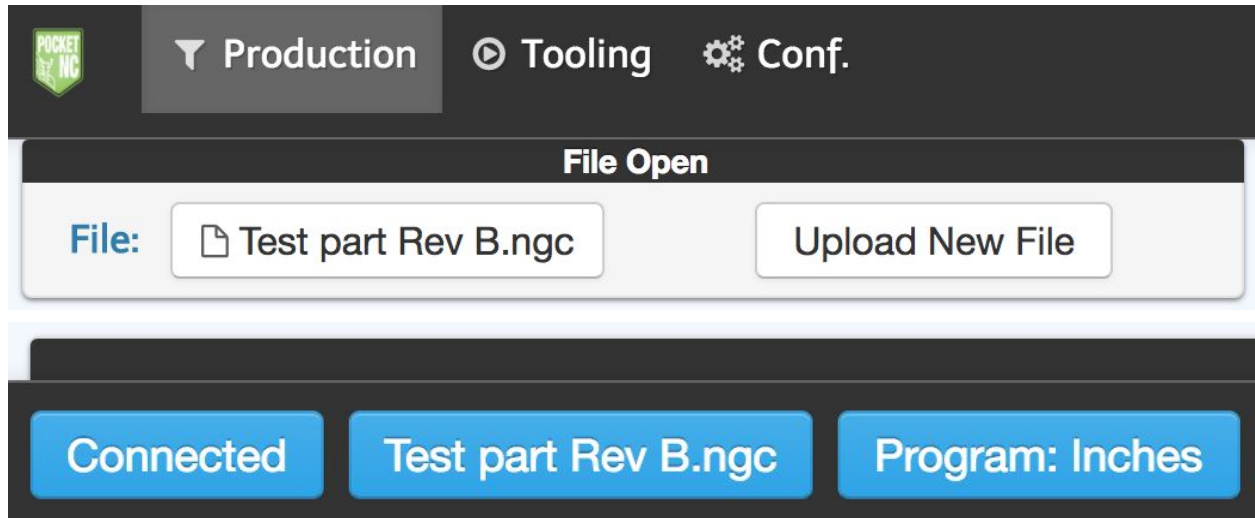 POCKET NC
Production Tooling Conf.
File Open
File: Test part Rev B.ngc Upload New File
Connected Test part Rev B.ngc Program: Inches